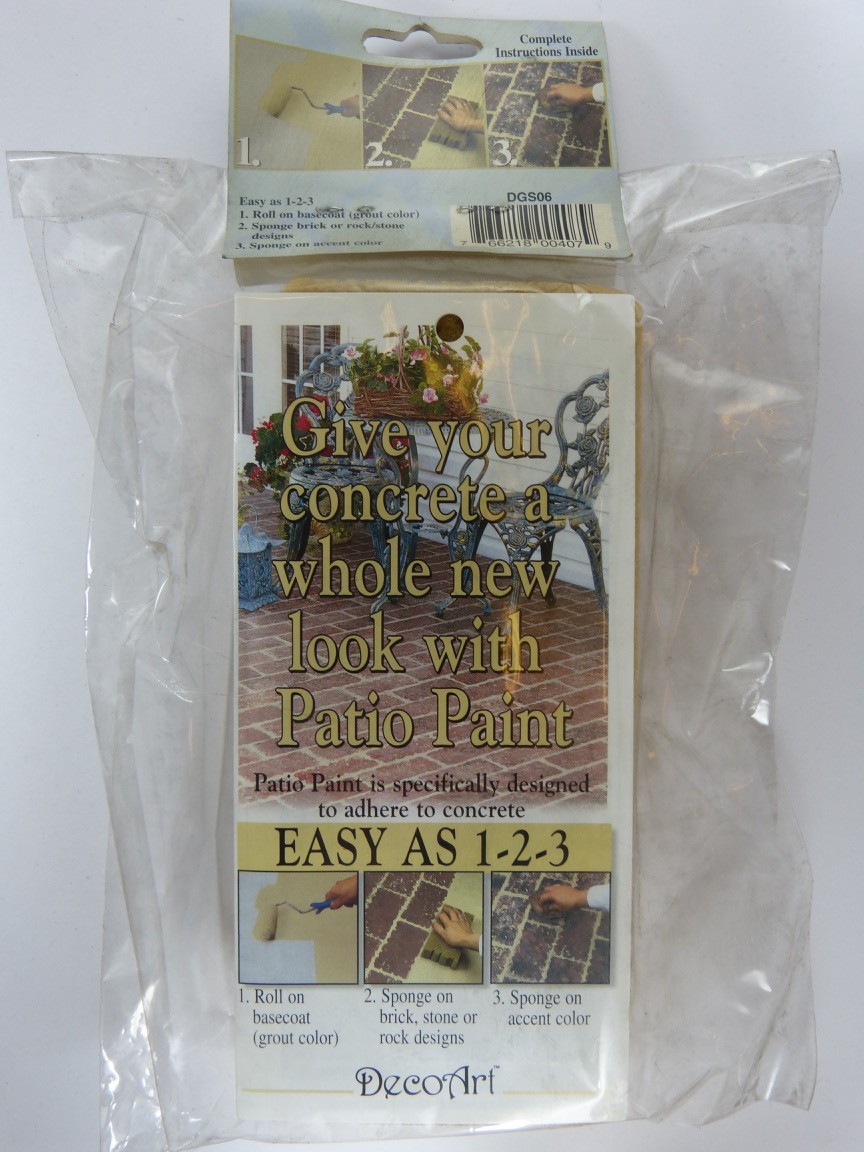 Complete
Instructions Inside
1.
2.
3.
Easy as 1-2-3
1. Roll on basecoat (grout color)
2. Sponge brick or rock/stone
designs
3. Sponge on accent color
DGS06
7 66218 00407 9
Give your
concrete a
whole new
look with
Patio Paint
Patio Paint is specifically designed
to adhere to concrete
EASY AS 1-2-3
1. Roll on
basecoat
(grout color)
2. Sponge on
brick, stone or
rock designs
3. Sponge on
accent color
DecoArt™